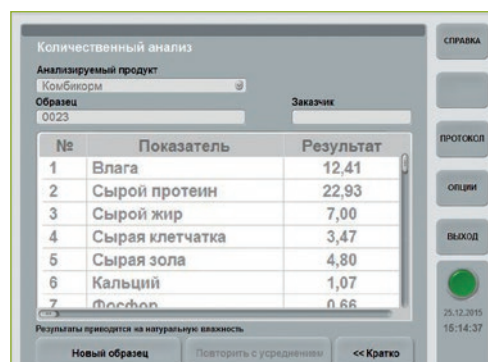 Количественный анализ
Анализируемый продукт
Комбикорм
Образец
Заказчик
0023
№ Показатель Результат
1 Влага 12,41
2 Сырой протеин 22,93
3 Сырой жир 7,00
4 Сырая клетчатка 3,47
5 Сырая зола 4,80
6 Кальций 1,07
7 Фосфор 0,66
Результаты приводятся на натуральную влажность
Новый образец
Повторить с усреднением
<< Кратко
СПРАВКА
ПРОТОКОЛ
ОПЦИИ
ВЫХОД
25.12.2015
15:14:37